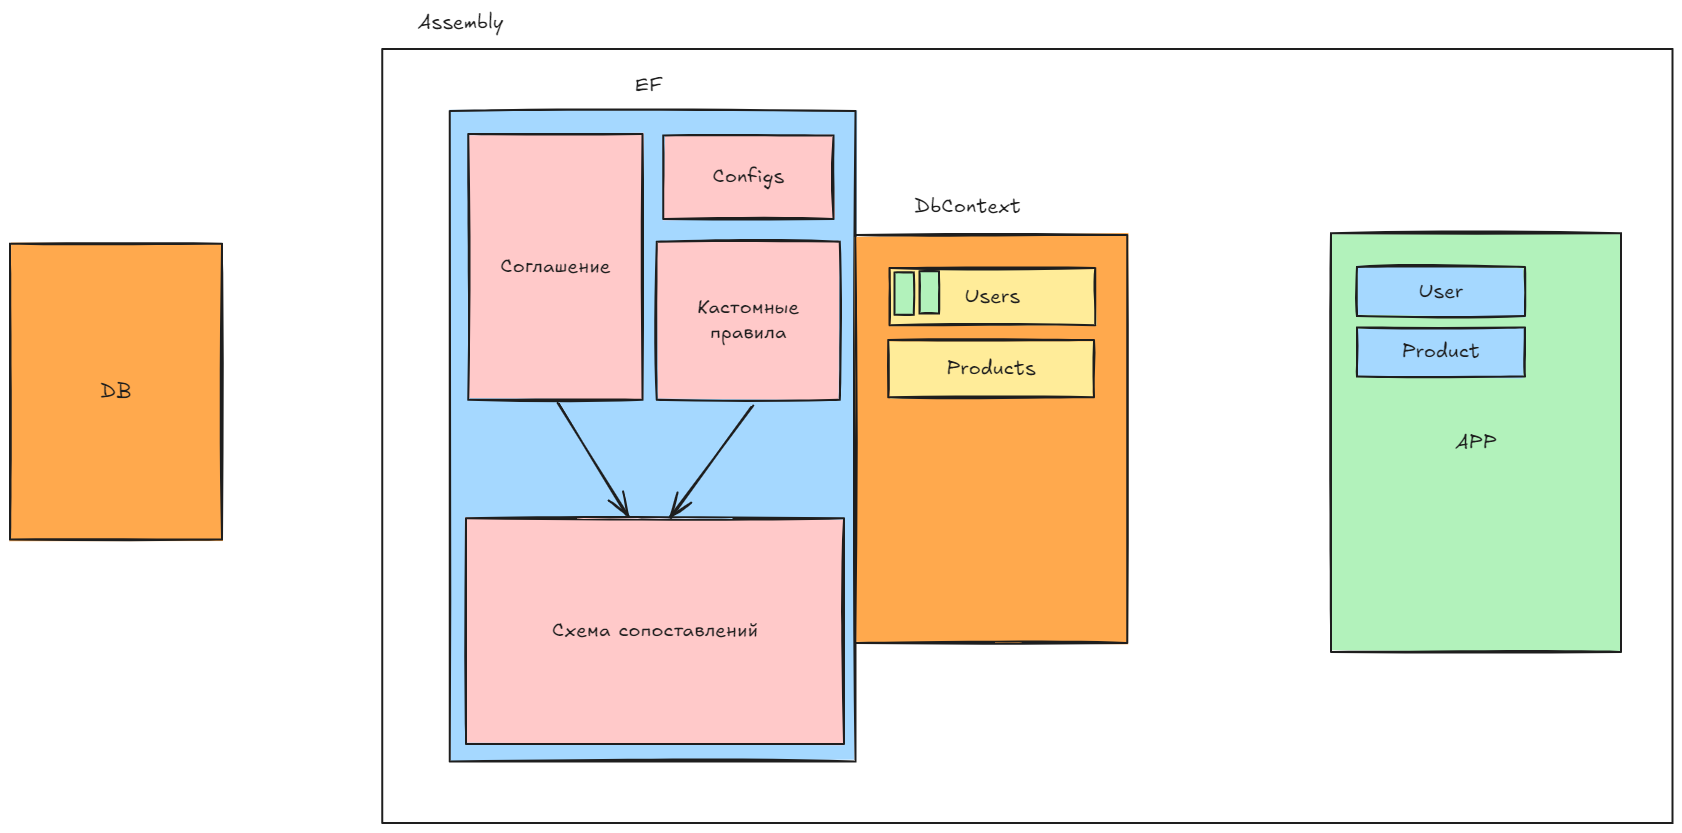 Assembly
EF
Configs
Соглашение
Кастомные
правила
DbContext
Users
Products
User
Product
APP
DB
Схема сопоставлений